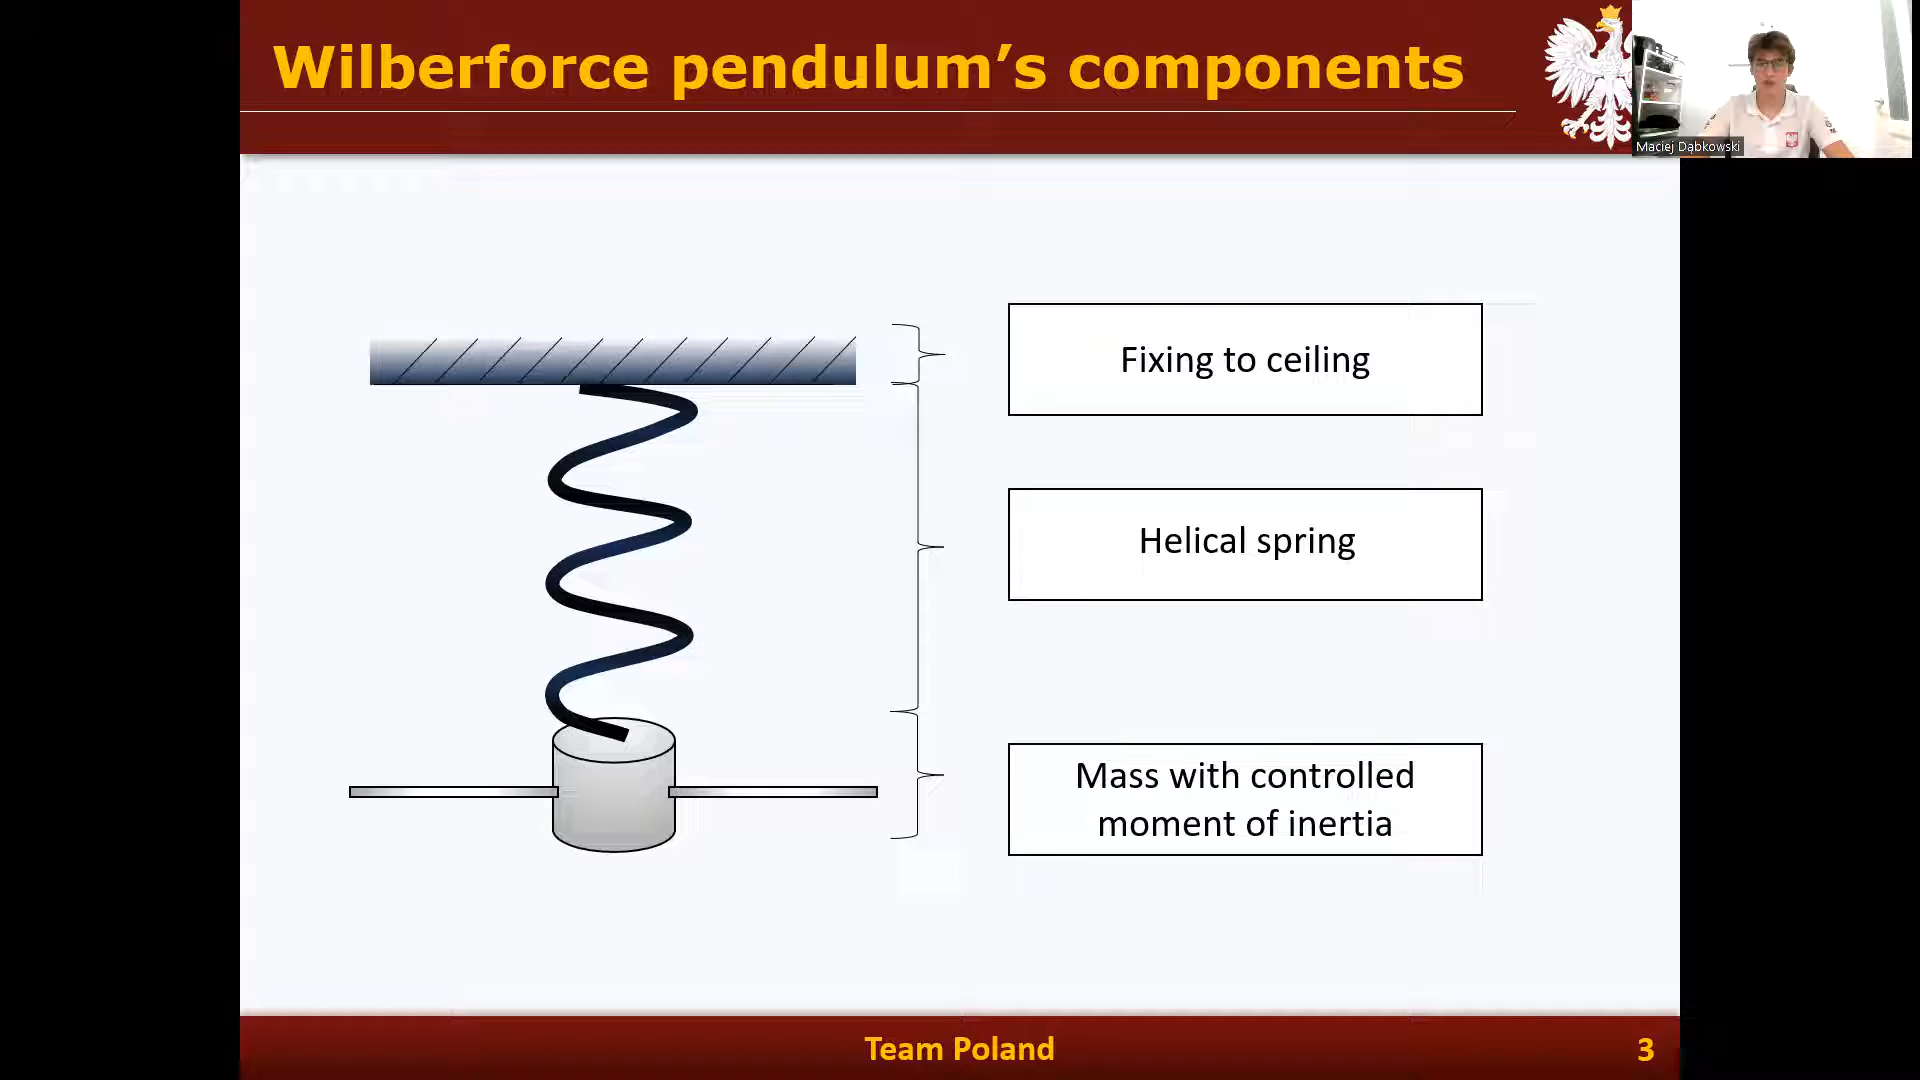 Wilberforce pendulum’s components
Maciej Dąbkowski
Fixing to ceiling
Helical spring
Mass with controlled
moment of inertia
Team Poland
3